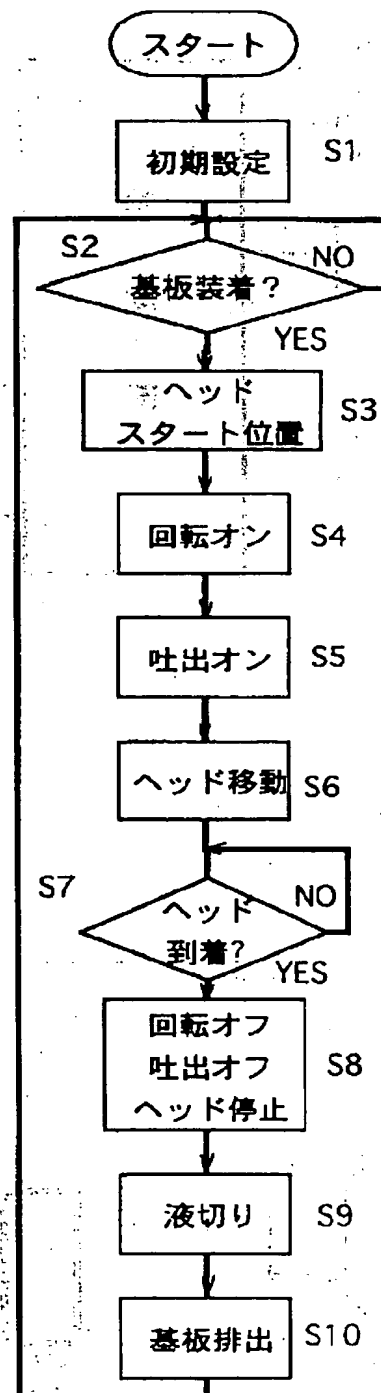 スタート
初期設定
S1
S2
NO
基板装着?
YES
ヘッド
スタート位置
S3
回転オン
S4
吐出オン
S5
ヘッド移動
S6
S7
NO
ヘッド
到着?
YES
回転オフ
吐出オフ
ヘッド停止
S8
液切り
S9
基板排出
S10